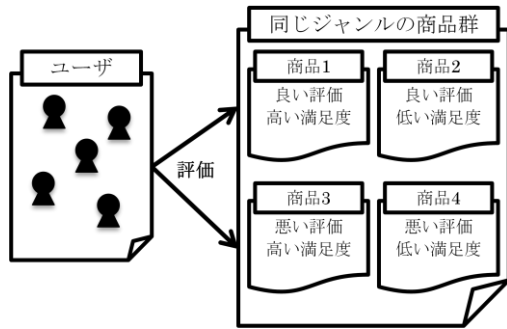 同じジャンルの商品群
ユーザ
評価
商品1
良い評価
高い満足度
商品2
良い評価
低い満足度
商品3
悪い評価
高い満足度
商品4
悪い評価
低い満足度